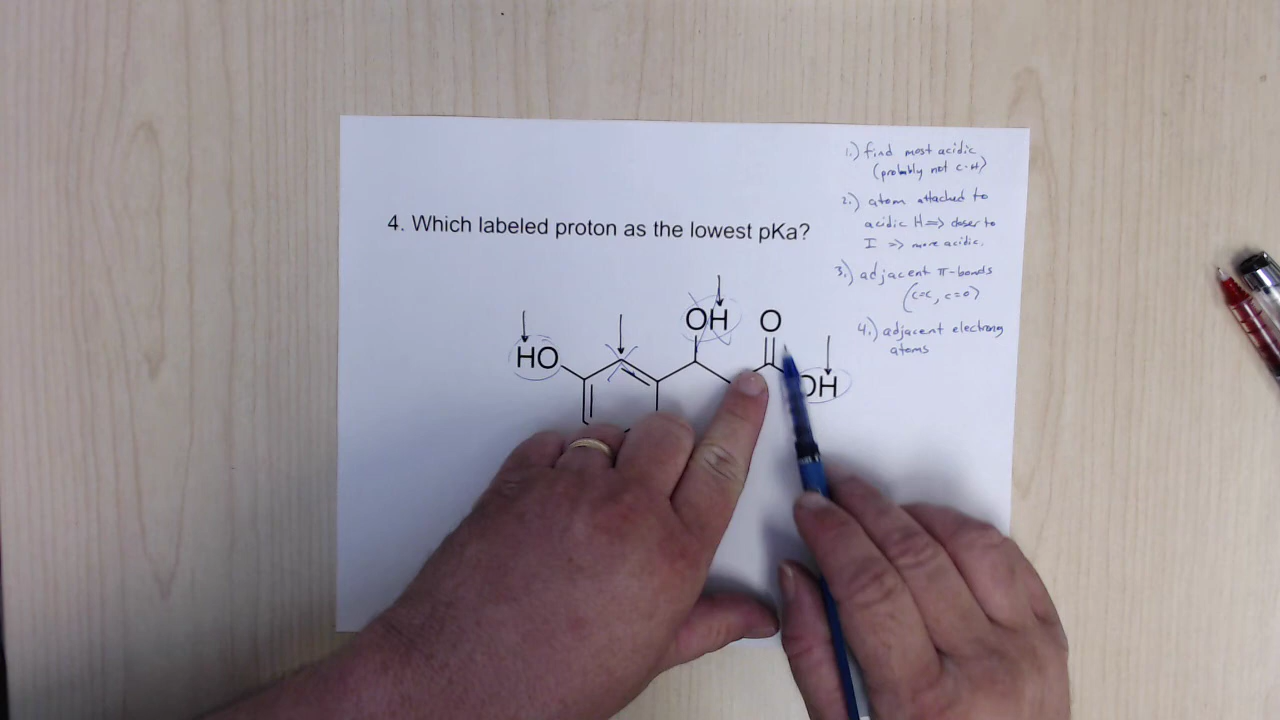 1.) find most acidic
(probably not C-H)
2.) atom attached to
acidic H => closer to
I => more acidic.
4. Which labeled proton as the lowest pKa?
3.) adjacent π-bonds
(C=C, C=O)
4.) adjacent electroneg
atoms
OH
O
HO
OH